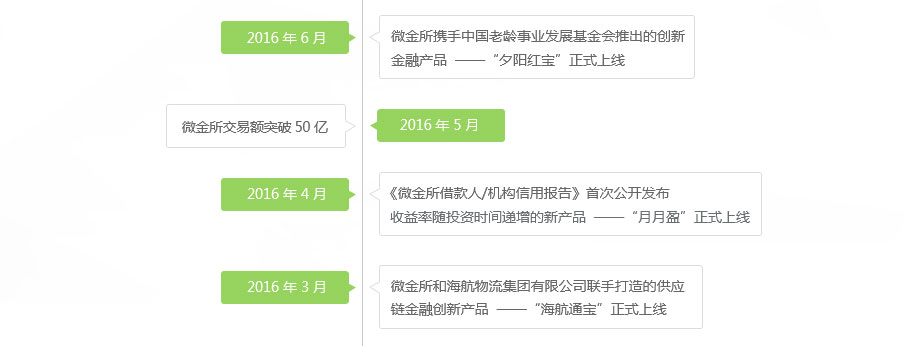 2016 年 6 月
微金所携手中国老龄事业发展基金会推出的创新
金融产品 ——“夕阳红宝”正式上线
微金所交易额突破 50 亿
2016 年 5 月
2016 年 4 月
《微金所借款人/机构信用报告》首次公开发布
收益率随投资时间递增的新产品 ——“月月盈”正式上线
2016 年 3 月
微金所和海航物流集团有限公司联手打造的供应
链金融创新产品 ——“海航通宝”正式上线